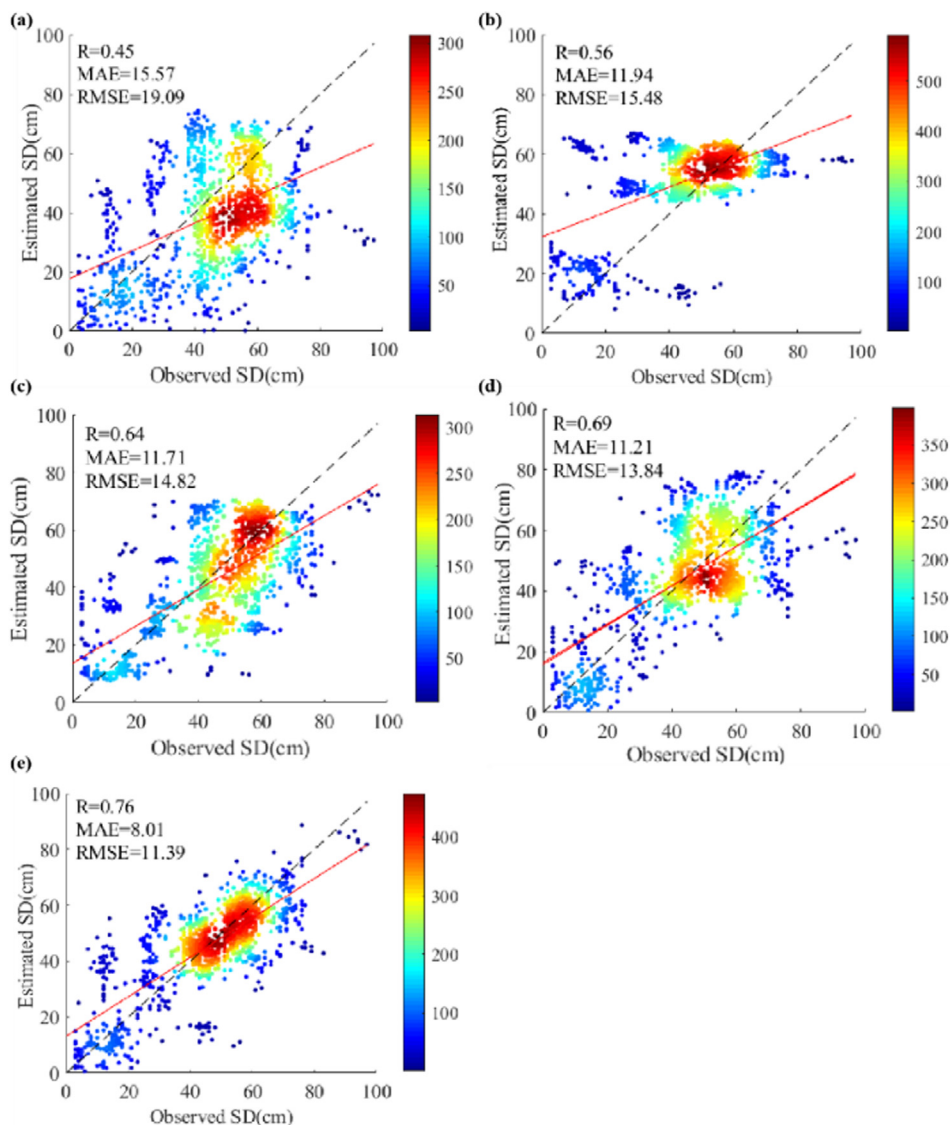 (a)
R=0.45
MAE=15.57
RMSE=19.09
Estimated SD(cm)
100
80
60
40
20
0
0 20 40 60 80 100
Observed SD(cm)
300
250
200
150
100
50
(b)
R=0.56
MAE=11.94
RMSE=15.48
Estimated SD(cm)
100
80
60
40
20
0
0 20 40 60 80 100
Observed SD(cm)
500
400
300
200
100
(c)
R=0.64
MAE=11.71
RMSE=14.82
Estimated SD(cm)
100
80
60
40
20
0
0 20 40 60 80 100
Observed SD(cm)
300
250
200
150
100
50
(d)
R=0.69
MAE=11.21
RMSE=13.84
Estimated SD(cm)
100
80
60
40
20
0
0 20 40 60 80 100
Observed SD(cm)
350
300
250
200
150
100
50
(e)
R=0.76
MAE=8.01
RMSE=11.39
Estimated SD(cm)
100
80
60
40
20
0
0 20 40 60 80 100
Observed SD(cm)
400
300
200
100